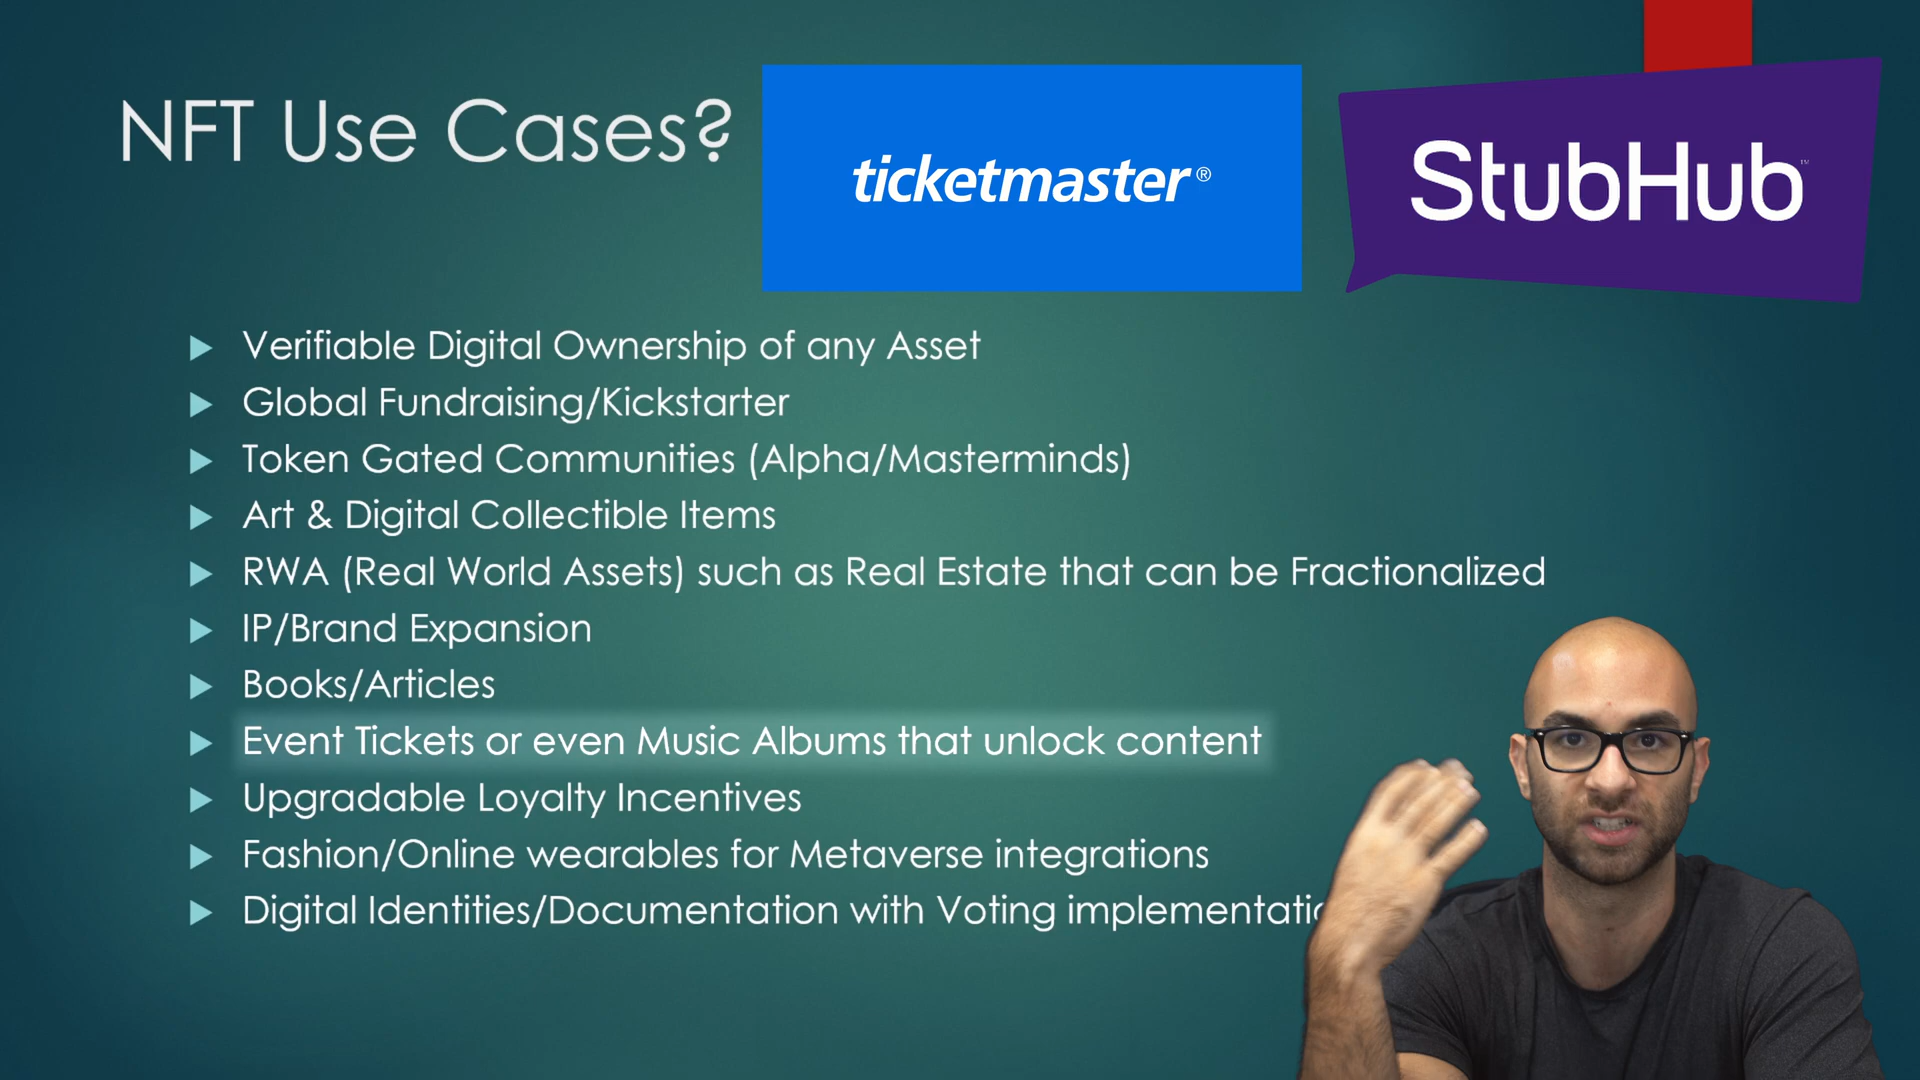 NFT Use Cases?
ticketmaster®
StubHub™
Verifiable Digital Ownership of any Asset
Global Fundraising/Kickstarter
Token Gated Communities (Alpha/Masterminds)
Art & Digital Collectible Items
RWA (Real World Assets) such as Real Estate that can be Fractionalized
IP/Brand Expansion
Books/Articles
Event Tickets or even Music Albums that unlock content
Upgradable Loyalty Incentives
Fashion/Online wearables for Metaverse integrations
Digital Identities/Documentation with Voting